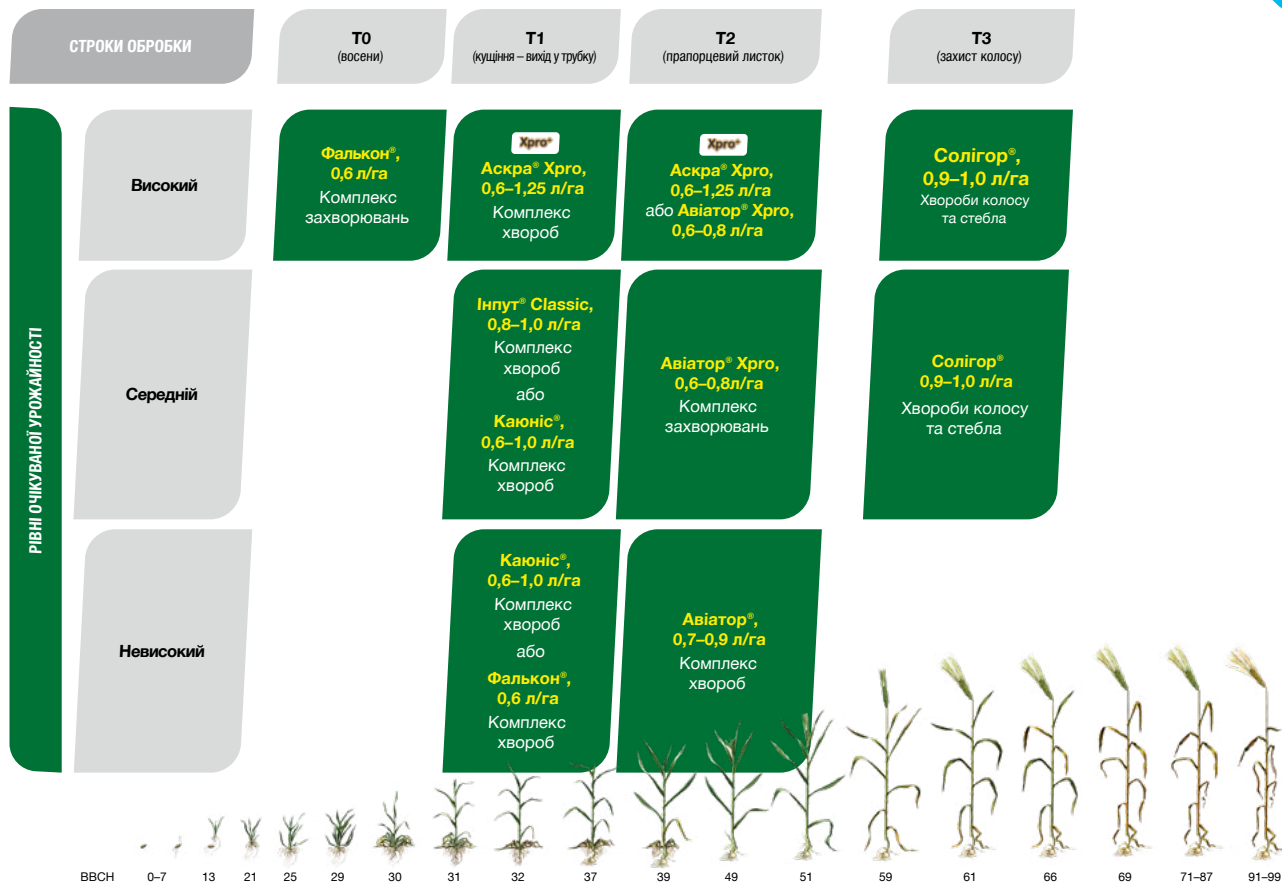 СТРОКИ ОБРОБКИ
T0
(восени)
T1
(кущіння – вихід у трубку)
T2
(прапорцевий листок)
T3
(захист колосу)
РІВНІ ОЧІКУВАНОЇ УРОЖАЙНОСТІ
Високий
Фалькон®,
0,6 л/га
Комплекс
захворювань
Xpro+
Аскра® Xpro,
0,6–1,25 л/га
Комплекс
хвороб
Xpro+
Аскра® Xpro,
0,6–1,25 л/га
або Авіатор® Xpro,
0,6–0,8 л/га
Солігор®,
0,9–1,0 л/га
Хвороби колосу
та стебла
Середній
Інпут® Classic,
0,8–1,0 л/га
Комплекс
хвороб
або
Каюніс®,
0,6–1,0 л/га
Комплекс
хвороб
Авіатор® Xpro,
0,6–0,8л/га
Комплекс
захворювань
Солігор®
0,9–1,0 л/га
Хвороби колосу
та стебла
Невисокий
Каюніс®,
0,6–1,0 л/га
Комплекс
хвороб
або
Фалькон®,
0,6 л/га
Комплекс
хвороб
Авіатор®,
0,7–0,9 л/га
Комплекс
хвороб
BBCH 0–7 13 21 25 29 30 31 32 37 39 49 51 59 61 66 69 71–87 91–99